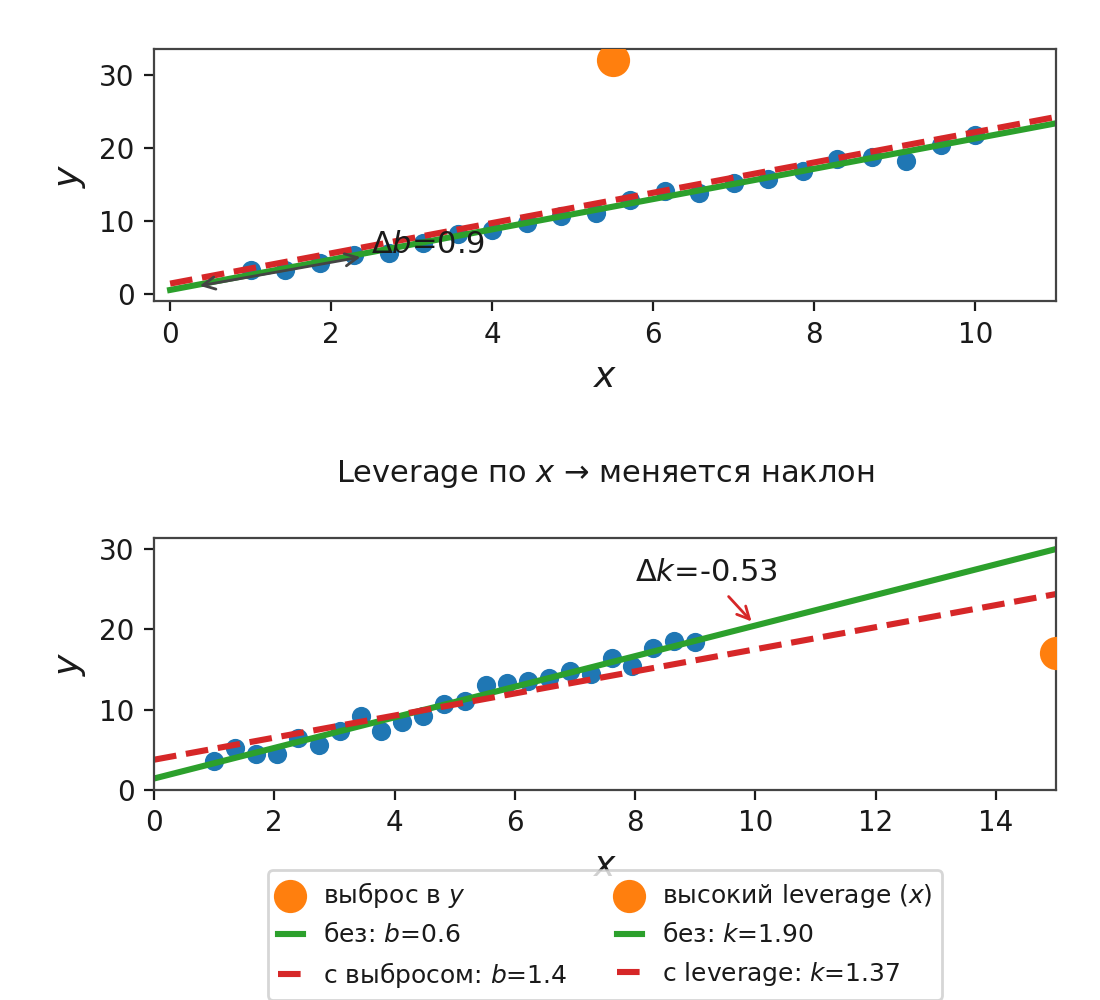 30
20
10
0
y
Δb=0.9
0 2 4 6 8 10
x
Leverage по x → меняется наклон
30
20
10
0
y
Δk=-0.53
0 2 4 6 8 10 12 14
x
выброс в y
без: b=0.6
с выбросом: b=1.4
высокий leverage (x)
без: k=1.90
с leverage: k=1.37